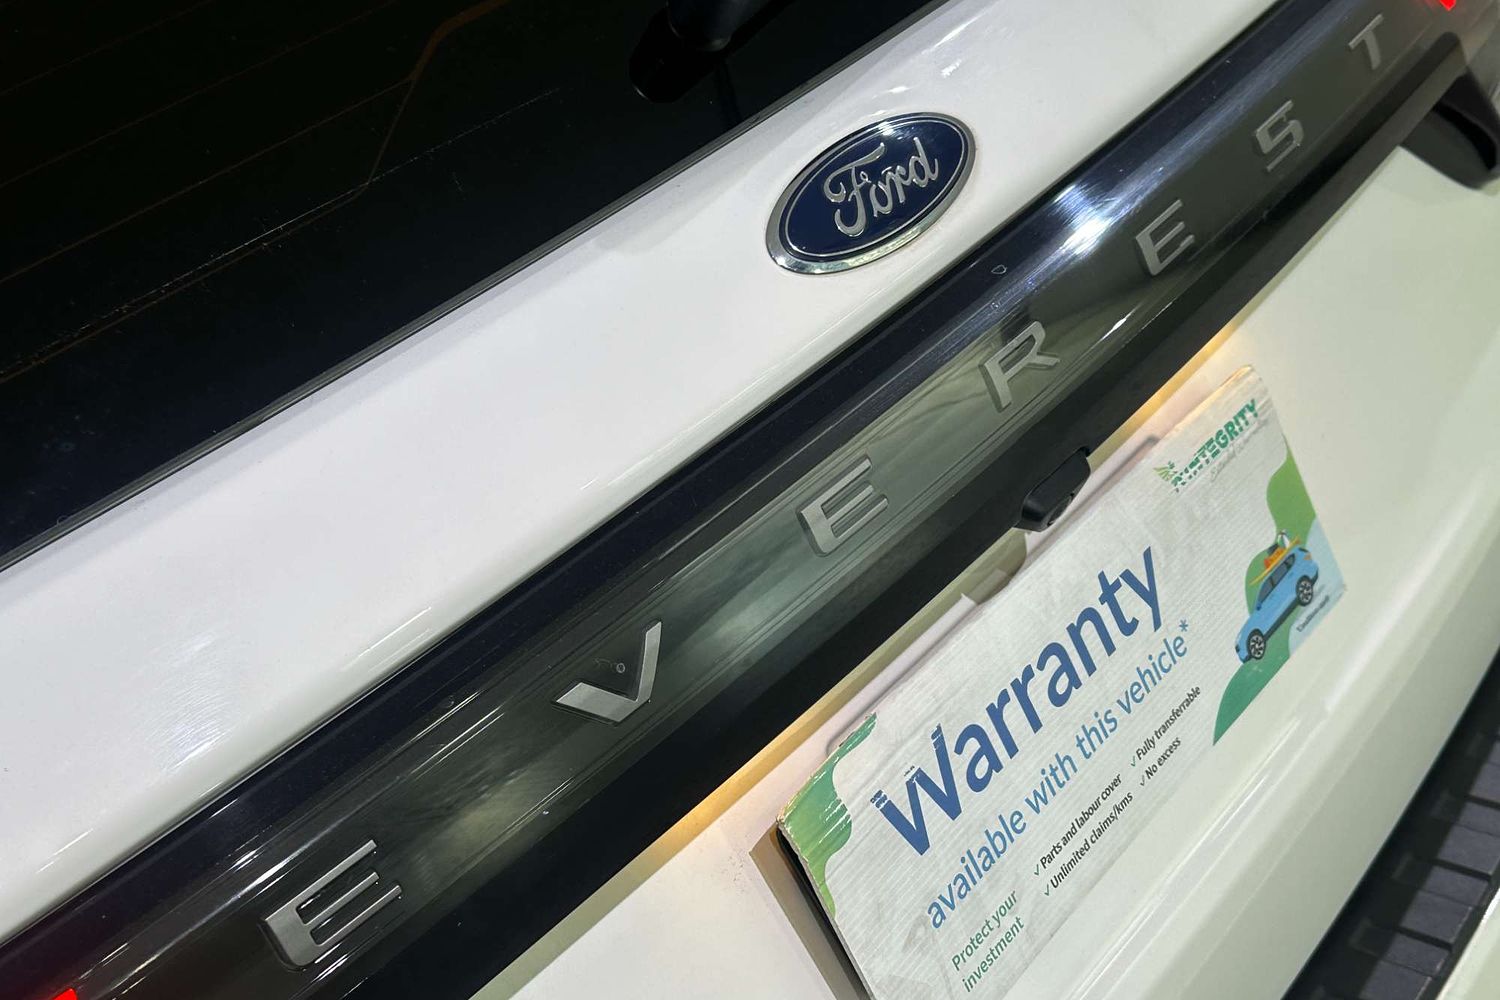 Ford
EVEREST
INTEGRITY
Warranty
available with this vehicle*
Protect your
investment
✓ Parts and labour cover
✓ Unlimited claims/kms
✓ Fully transferrable
✓ No excess